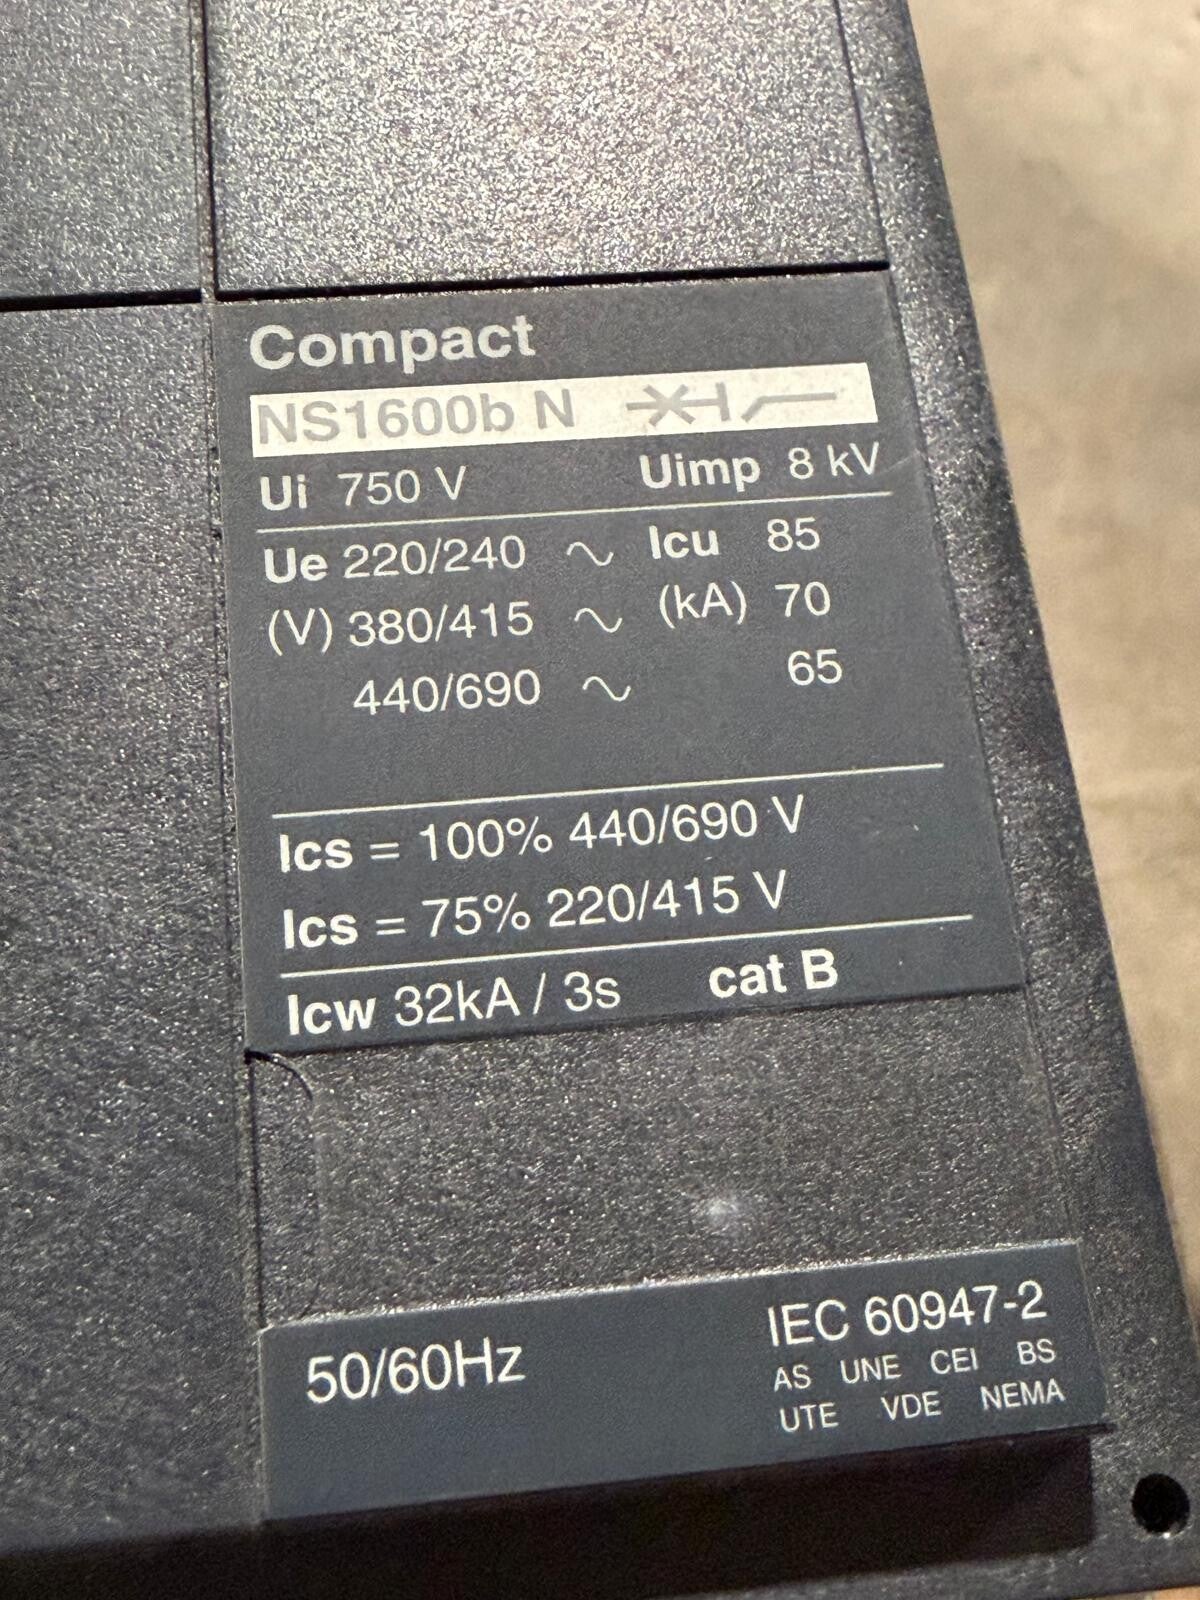 Compact
NS1600b N
Ui 750 V Uimp 8 kV
Ue 220/240 ~ Icu 85
(V) 380/415 ~ (kA) 70
440/690 ~ 65
Ics = 100% 440/690 V
Ics = 75% 220/415 V
Icw 32kA / 3s cat B
50/60Hz
IEC 60947-2
AS UNE CEI BS
UTE VDE NEMA